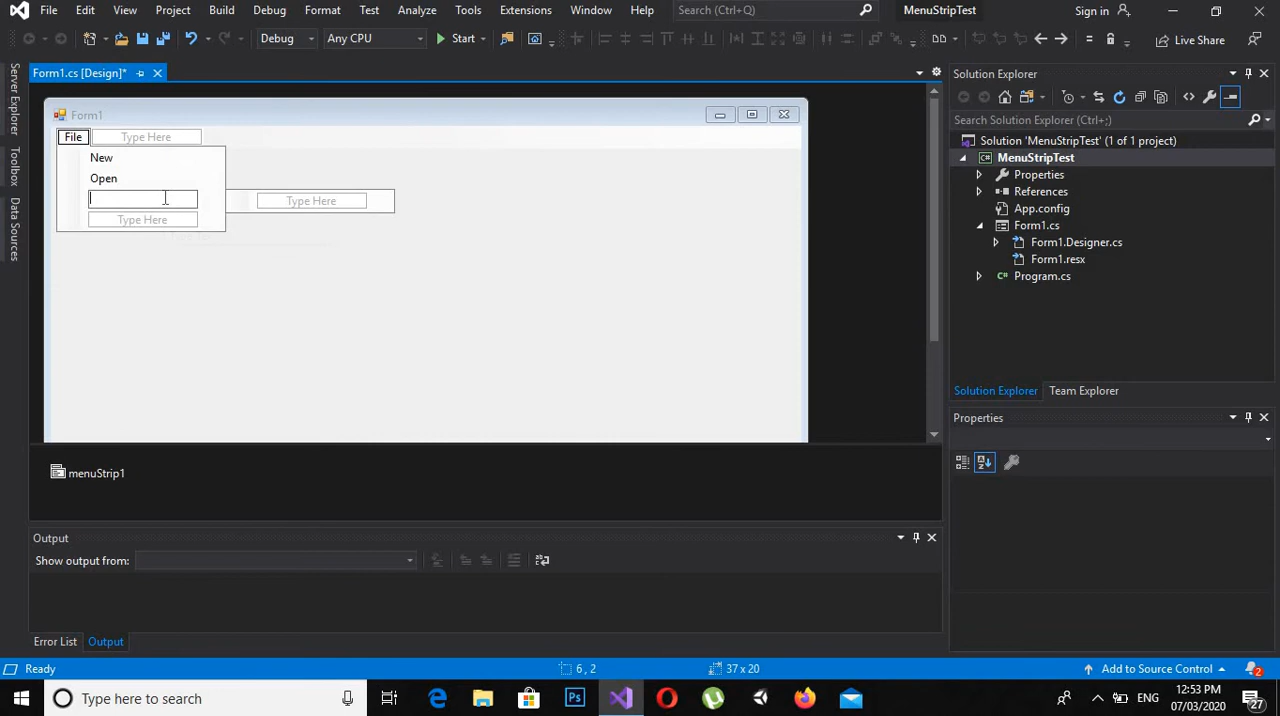 File Edit View Project Build Debug Format Test Analyze Tools Extensions Window Help Search (Ctrl+Q) MenuStripTest Sign in
Debug Any CPU Start Live Share
Server Explorer
Toolbox
Data Sources
Form1.cs [Design]*
Form1
File Type Here
New
Open
Type Here
Type Here
menuStrip1
Output
Show output from:
Error List Output
Solution Explorer
Search Solution Explorer (Ctrl+;)
Solution 'MenuStripTest' (1 of 1 project)
C# MenuStripTest
Properties
References
App.config
Form1.cs
Form1.Designer.cs
Form1.resx
C# Program.cs
Solution Explorer Team Explorer
Properties
Ready 6 , 2 37 x 20 Add to Source Control 2
Type here to search Ps ENG 12:53 PM
07/03/2020 27